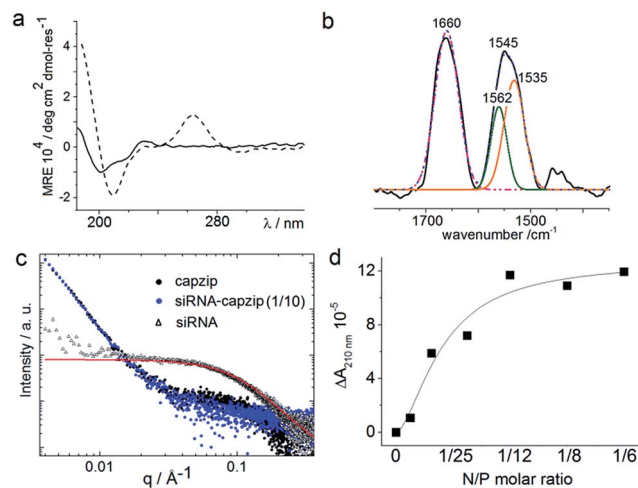 a
MRE 10⁴ / deg cm² dmol-res⁻¹
4
2
0
-2
200
280
λ / nm
b
1660
1545
1535
1562
1700
1500
wavenumber /cm⁻¹
c
capzip
siRNA-capzip (1/10)
siRNA
Intensity / a. u.
0.01
0.1
q / Å⁻¹
d
ΔA₂₁₀ ₙₘ 10⁻⁵
12
8
4
0
0
1/25
1/12
1/8
1/6
N/P molar ratio